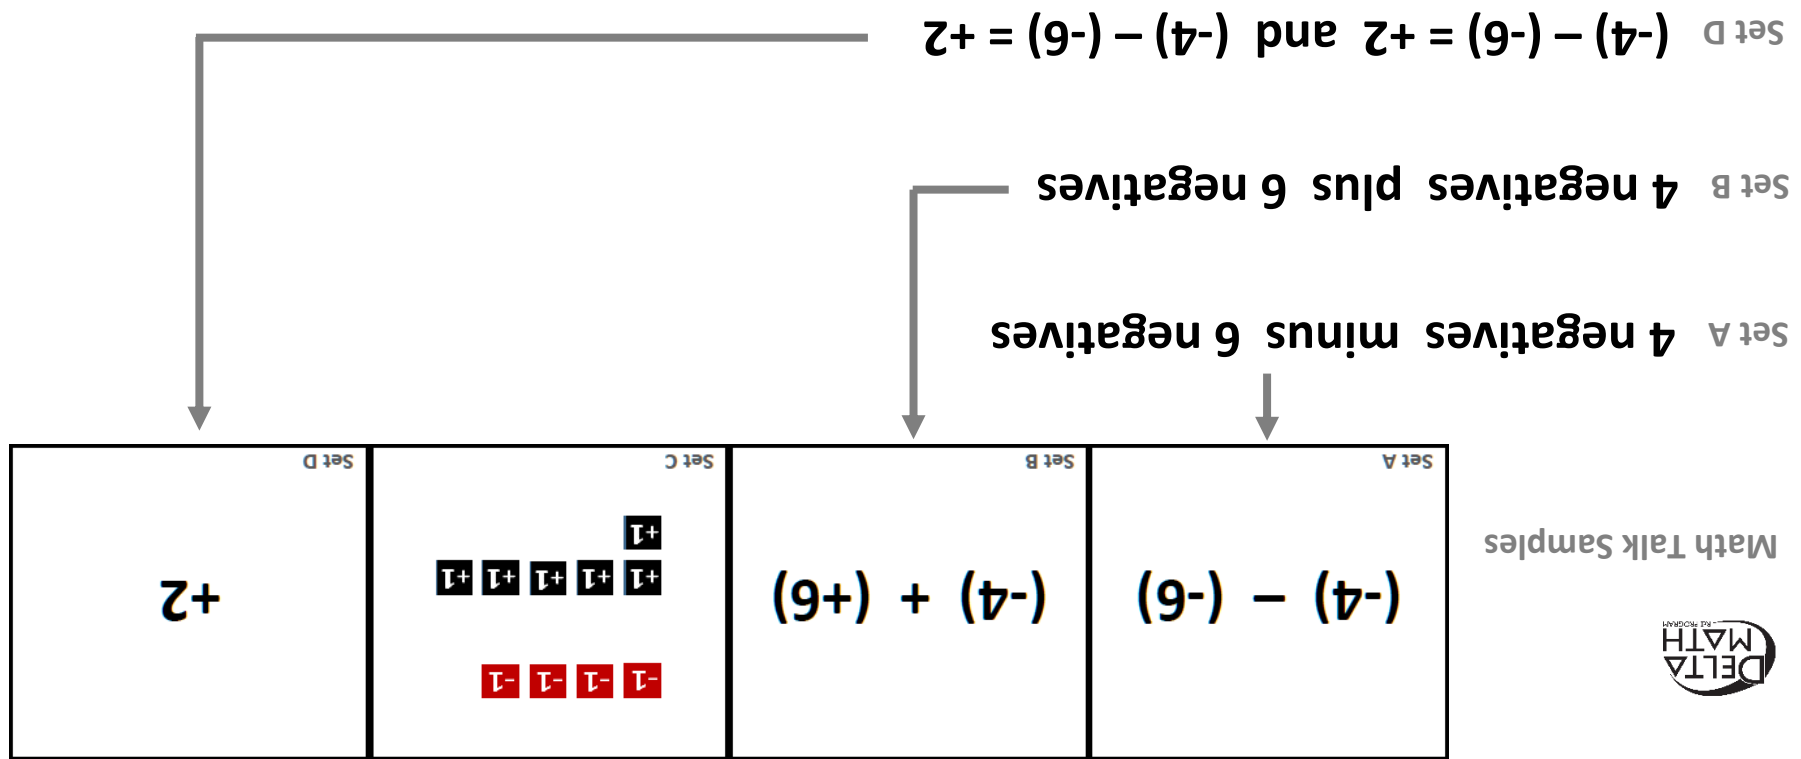 DELTA
MATH
- RtI PROGRAM
Math Talk Samples
(-4) – (-6)
Set A
(-4) + (+6)
Set B
-1 -1 -1 -1
+1 +1 +1 +1 +1
+1
Set C
+2
Set D
Set A 4 negatives minus 6 negatives
Set B 4 negatives plus 6 negatives
Set D (-4) – (-6) = +2 and (-4) – (-6) = +2